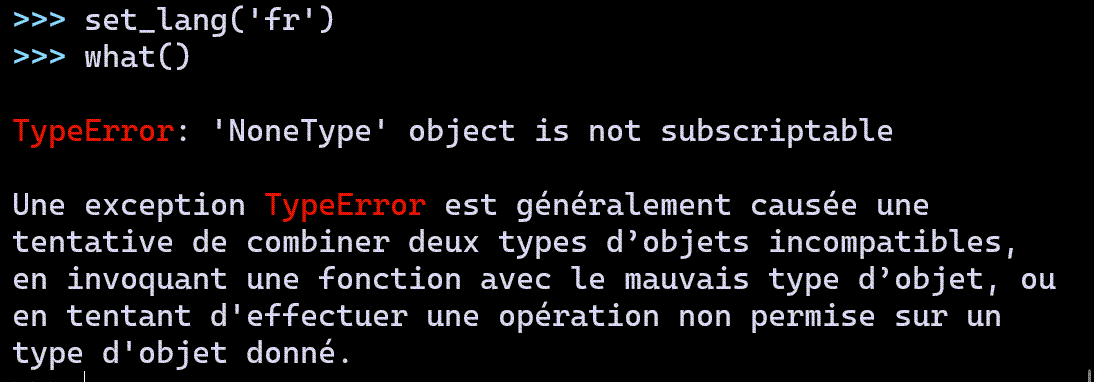 >>> set_lang('fr')
>>> what()
TypeError: 'NoneType' object is not subscriptable
Une exception TypeError est généralement causée une
tentative de combiner deux types d’objets incompatibles,
en invoquant une fonction avec le mauvais type d’objet, ou
en tentant d'effectuer une opération non permise sur un
type d'objet donné.